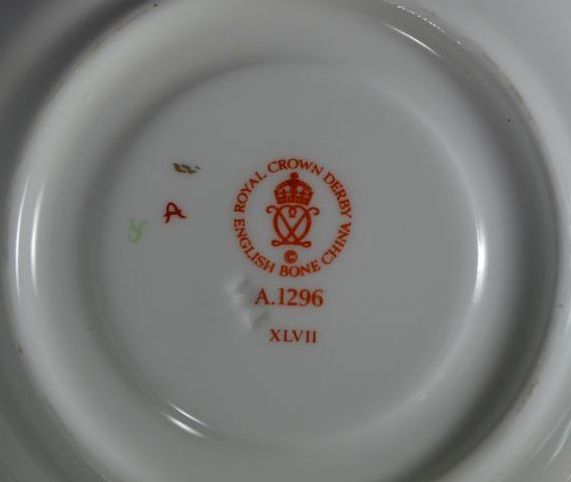 ROYAL CROWN DERBY
ENGLISH BONE CHINA
©
A
y
A.1296
XLVII